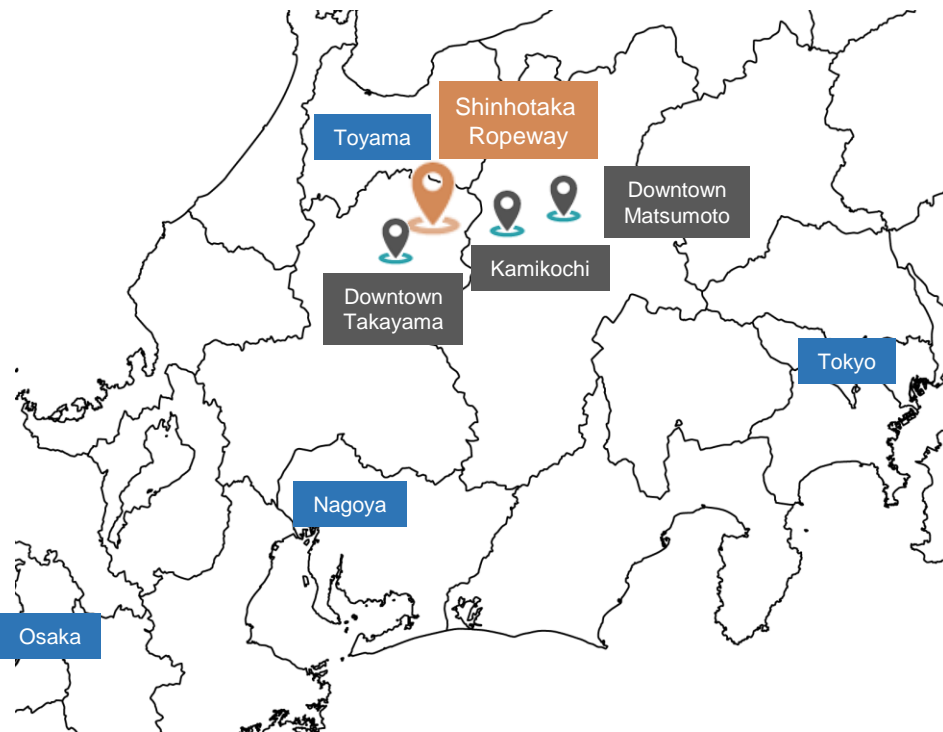 Shinhotaka
Ropeway
Toyama
Downtown
Matsumoto
Kamikochi
Downtown
Takayama
Tokyo
Nagoya
Osaka